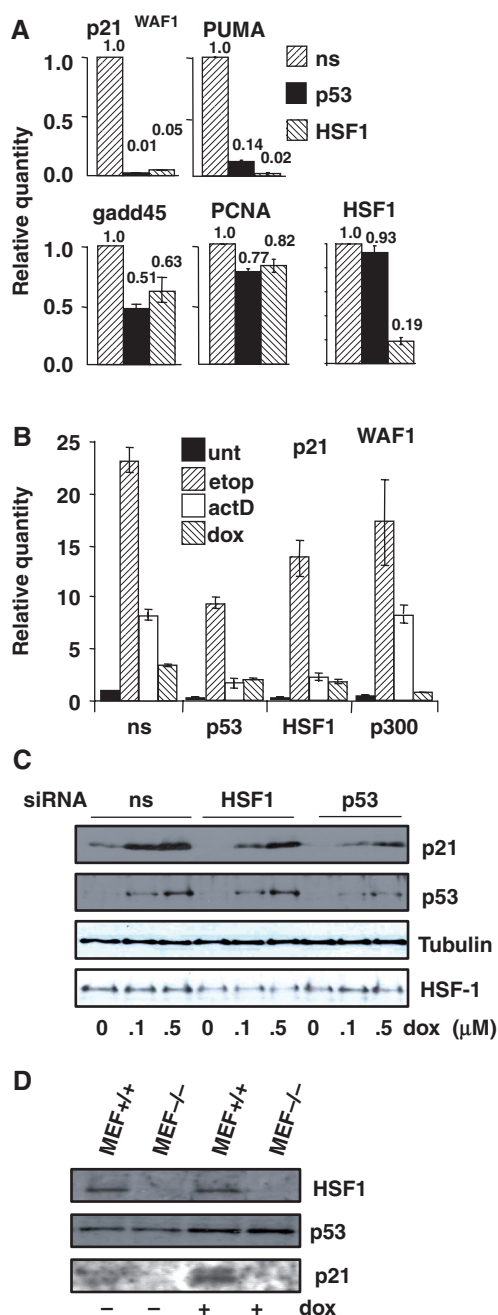 A
p21 WAF1
PUMA
ns
p53
HSF1
Relative quantity
1.0
0.5
0.0
1.0
0.01
0.05
1.0
0.14
0.02
gadd45
PCNA
HSF1
Relative quantity
1.0
0.5
0.0
1.0
0.51
0.63
1.0
0.77
0.82
1.0
0.93
0.19
B
p21 WAF1
unt
etop
actD
dox
Relative quantity
25
20
15
10
5
0
ns p53 HSF1 p300
C
siRNA ns HSF1 p53
p21
p53
Tubulin
HSF-1
0 .1 .5 0 .1 .5 0 .1 .5 dox (μM)
D
MEF+/+ MEF–/– MEF+/+ MEF–/–
HSF1
p53
p21
– – + + dox